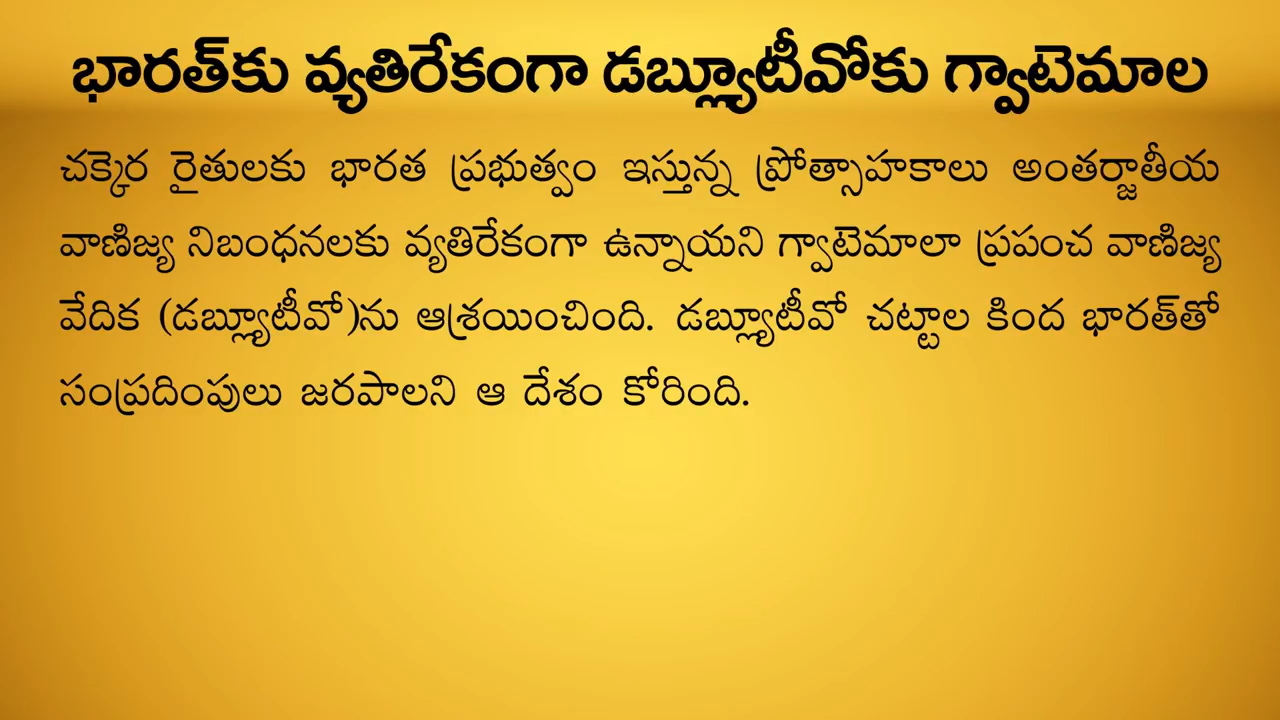 భారత్‌కు వ్యతిరేకంగా డబ్ల్యూటీవోకు గ్వాటెమాల
చక్కెర రైతులకు భారత ప్రభుత్వం ఇస్తున్న ప్రోత్సాహకాలు అంతర్జాతీయ
వాణిజ్య నిబంధనలకు వ్యతిరేకంగా ఉన్నాయని గ్వాటెమాలా ప్రపంచ వాణిజ్య
వేదిక (డబ్ల్యూటీవో)ను ఆశ్రయించింది. డబ్ల్యూటీవో చట్టాల కింద భారత్‌తో
సంప్రదింపులు జరపాలని ఆ దేశం కోరింది.